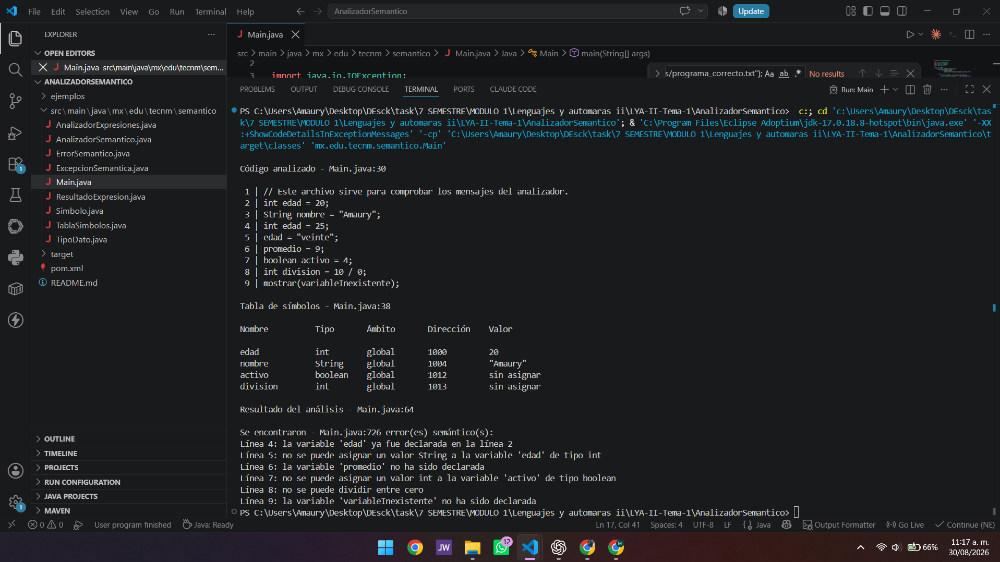 File Edit Selection View Go Run Terminal Help
AnalizadorSemantico
Update
EXPLORER
OPEN EDITORS
Main.java src\main\java\mx\edu\tecnm\sem...
ANALIZADORSEMANTICO
ejemplos
src\main\java\mx\edu\tecnm\semantico
J AnalizadorExpresiones.java
J AnalizadorSemantico.java
J ErrorSemantico.java
J ExcepcionSemantica.java
J Main.java
J ResultadoExpresion.java
J Simbolo.java
J TablaSimbolos.java
J TipoDato.java
target
pom.xml
README.md
OUTLINE
TIMELINE
PROJECTS
RUN CONFIGURATION
JAVA PROJECTS
MAVEN
1
1
J Main.java
src > main > java > mx > edu > tecnm > semantico > J Main.java > Java > Main > main(String[] args)
2
3 import java.io.IOException;
s/programa_correcto.txt"); Aa ab .* No results
PROBLEMS OUTPUT DEBUG CONSOLE TERMINAL PORTS CLAUDE CODE
Run: Main
PS C:\Users\Amaury\Desktop\DEsck\task\7 SEMESTRE\MODULO 1\Lenguajes y automaras ii\LYA-II-Tema-1\AnalizadorSemantico> c:; cd 'c:\Users\Amaury\Desktop\DEsck\tas
k\7 SEMESTRE\MODULO 1\Lenguajes y automaras ii\LYA-II-Tema-1\AnalizadorSemantico'; & 'C:\Program Files\Eclipse Adoptium\jdk-17.0.18.8-hotspot\bin\java.exe' '-XX
:+ShowCodeDetailsInExceptionMessages' '-cp' 'C:\Users\Amaury\Desktop\DEsck\task\7 SEMESTRE\MODULO 1\Lenguajes y automaras ii\LYA-II-Tema-1\AnalizadorSemantico\t
arget\classes' 'mx.edu.tecnm.semantico.Main'
Código analizado - Main.java:30
1 | // Este archivo sirve para comprobar los mensajes del analizador.
2 | int edad = 20;
3 | String nombre = "Amaury";
4 | int edad = 25;
5 | edad = "veinte";
6 | promedio = 9;
7 | boolean activo = 4;
8 | int division = 10 / 0;
9 | mostrar(variableInexistente);
Tabla de símbolos - Main.java:38
Nombre Tipo Ámbito Dirección Valor
edad int global 1000 20
nombre String global 1004 "Amaury"
activo boolean global 1012 sin asignar
division int global 1013 sin asignar
Resultado del análisis - Main.java:64
Se encontraron - Main.java:726 error(es) semántico(s):
Línea 4: la variable 'edad' ya fue declarada en la línea 2
Línea 5: no se puede asignar un valor String a la variable 'edad' de tipo int
Línea 6: la variable 'promedio' no ha sido declarada
Línea 7: no se puede asignar un valor int a la variable 'activo' de tipo boolean
Línea 8: no se puede dividir entre cero
Línea 9: la variable 'variableInexistente' no ha sido declarada
PS C:\Users\Amaury\Desktop\DEsck\task\7 SEMESTRE\MODULO 1\Lenguajes y automaras ii\LYA-II-Tema-1\AnalizadorSemantico>
0 0 User program finished Java: Ready Ln 17, Col 41 Spaces: 4 UTF-8 LF Java Output Formatter Go Live Continue (NE)
JW 12 M 66% 11:17 a. m.
30/08/2026